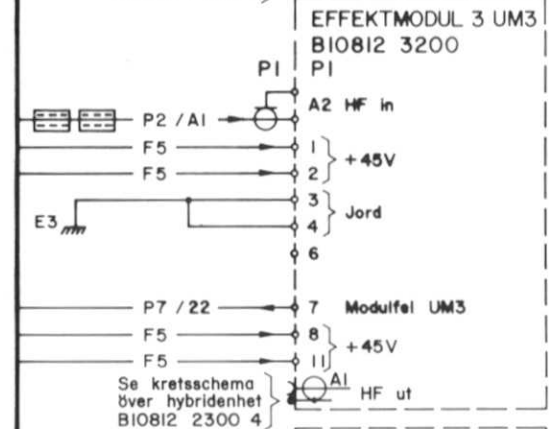 EFFEKTMODUL 3 UM3
B10812 3200
P1 P1
A2 HF in
P2 / A1
F5 1
+45V
F5 2
3
E3 Jord
4
6
P7 / 22 7 Modulfel UM3
F5 8
+45V
F5 11
Se kretsschema A1
över hybridenhet HF ut
B10812 2300 4